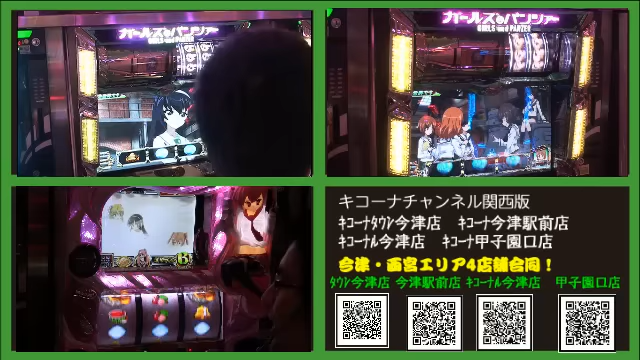 ガールズ&パンツァー
GIRLS und PANZER
ガールズ&パンツァー
GIRLS und PANZER
B
キコーナチャンネル関西版
ｷｺｰﾅﾀｳﾝ今津店 ｷｺｰﾅ今津駅前店
ｷｺｰﾅﾙ今津店 ｷｺｰﾅ甲子園口店
今津・西宮エリア4店舗合同！
ﾀｳﾝ今津店 今津駅前店 ｷｺｰﾅﾙ今津店 甲子園口店